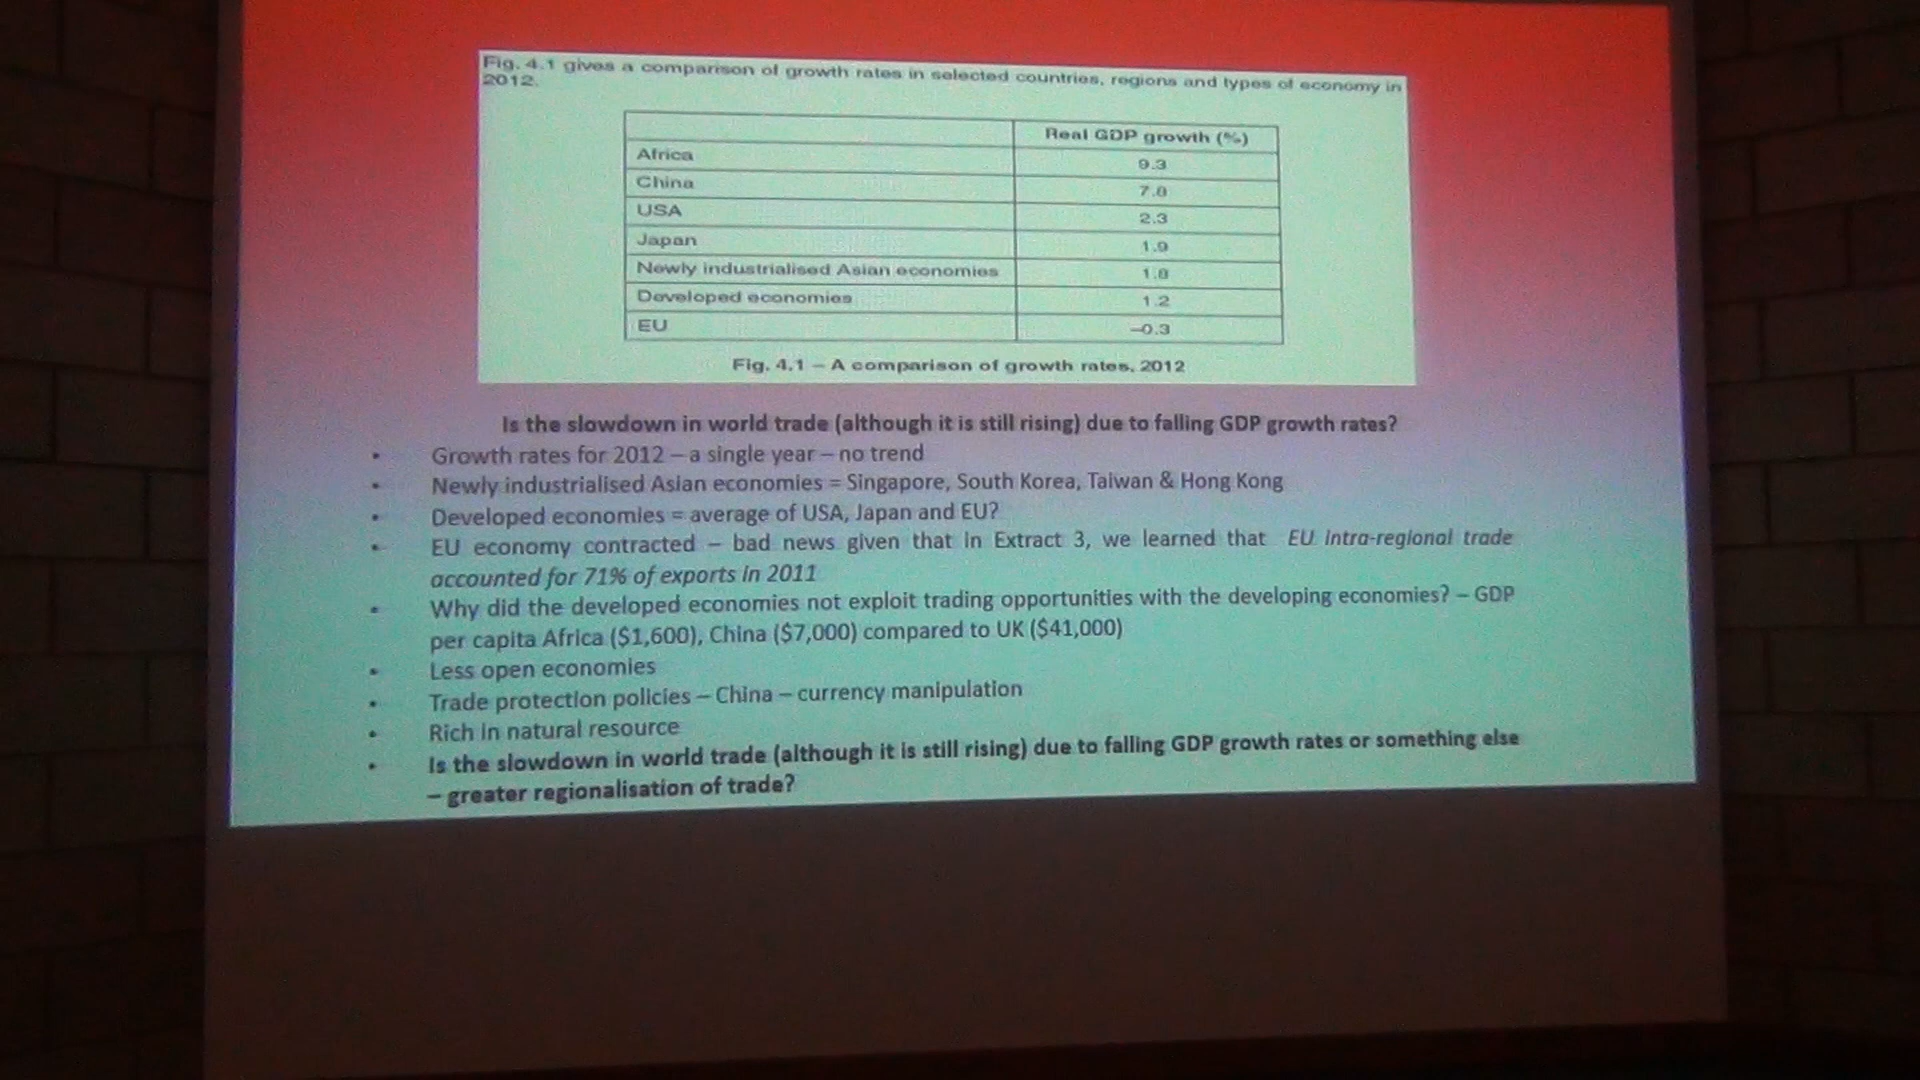 Fig. 4.1 gives a comparison of growth rates in selected countries, regions and types of economy in
2012.
Real GDP growth (%)
Africa 9.3
China 7.8
USA 2.3
Japan 1.9
Newly industrialised Asian economies 1.8
Developed economies 1.2
EU –0.3
Fig. 4.1 – A comparison of growth rates, 2012
Is the slowdown in world trade (although it is still rising) due to falling GDP growth rates?
• Growth rates for 2012 – a single year – no trend
• Newly industrialised Asian economies = Singapore, South Korea, Taiwan & Hong Kong
• Developed economies = average of USA, Japan and EU?
• EU economy contracted – bad news given that in Extract 3, we learned that EU intra-regional trade
accounted for 71% of exports in 2011
• Why did the developed economies not exploit trading opportunities with the developing economies? – GDP
per capita Africa ($1,600), China ($7,000) compared to UK ($41,000)
• Less open economies
• Trade protection policies – China – currency manipulation
• Rich in natural resource
• Is the slowdown in world trade (although it is still rising) due to falling GDP growth rates or something else
– greater regionalisation of trade?